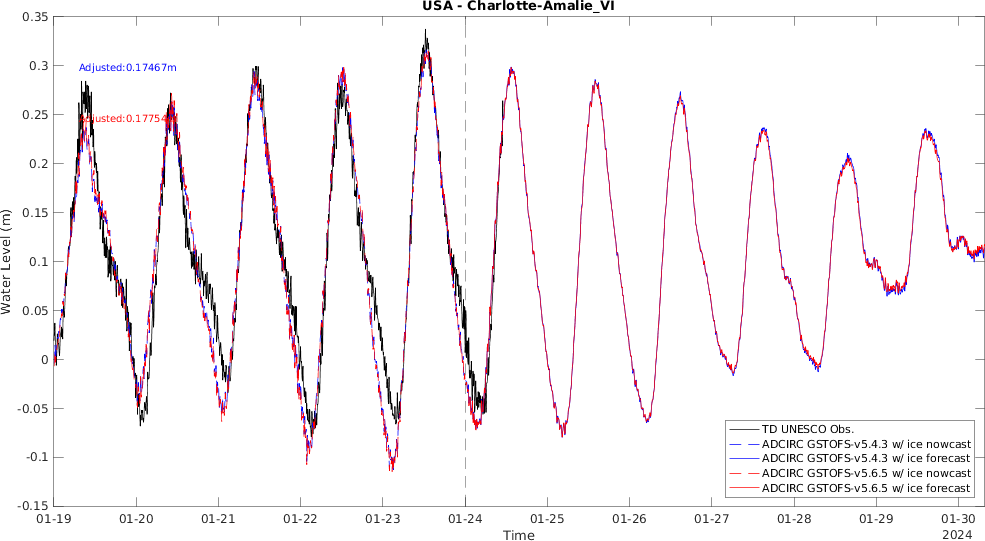 USA - Charlotte-Amalie_VI
0.35
0.3
0.25
0.2
0.15
0.1
0.05
0
-0.05
-0.1
-0.15
Water Level (m)
Adjusted:0.17467m
Adjusted:0.17754m
TD UNESCO Obs.
ADCIRC GSTOFS-v5.4.3 w/ ice nowcast
ADCIRC GSTOFS-v5.4.3 w/ ice forecast
ADCIRC GSTOFS-v5.6.5 w/ ice nowcast
ADCIRC GSTOFS-v5.6.5 w/ ice forecast
01-19 01-20 01-21 01-22 01-23 01-24 01-25 01-26 01-27 01-28 01-29 01-30
Time
2024